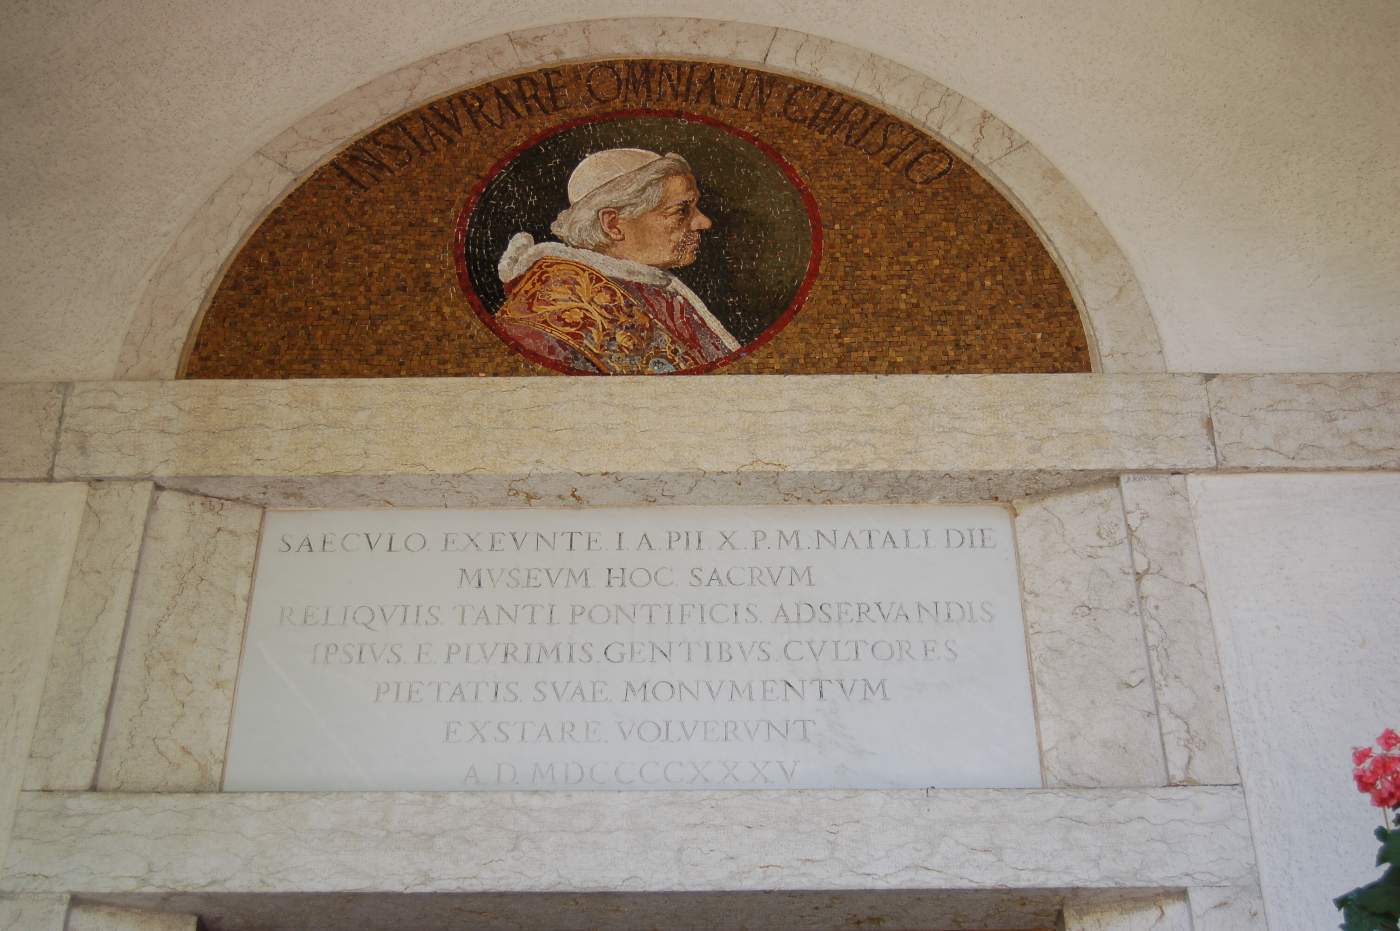 INSTAVRARE OMNIA IN CHRISTO
SAECVLO.EXEVNTE.I A.PII.X.P.M.NATALI DIE
MVSEVM HOC SACRVM
RELIQVIIS.TANTI.PONTIFICIS.ADSERVANDIS
IPSIVS.E PLVRIMIS.GENTIBVS.CVLTORES
PIETATIS.SVAE.MONVMENTVM
EXSTARE.VOLVERVNT
A.D.MDCCCCCXXXV